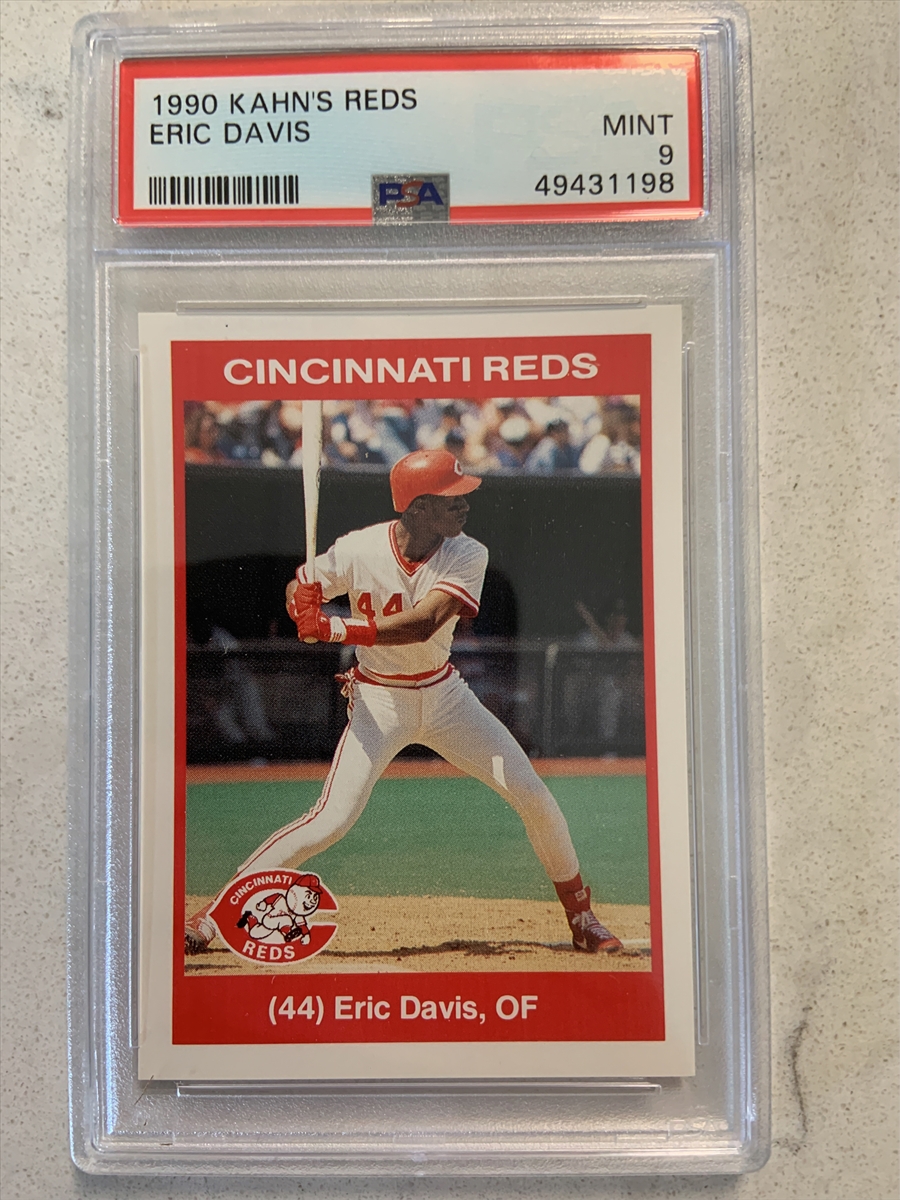 1990 KAHN'S REDS
ERIC DAVIS
MINT
9
49431198
PSA
CINCINNATI REDS
C
44
CINCINNATI
REDS
(44) Eric Davis, OF